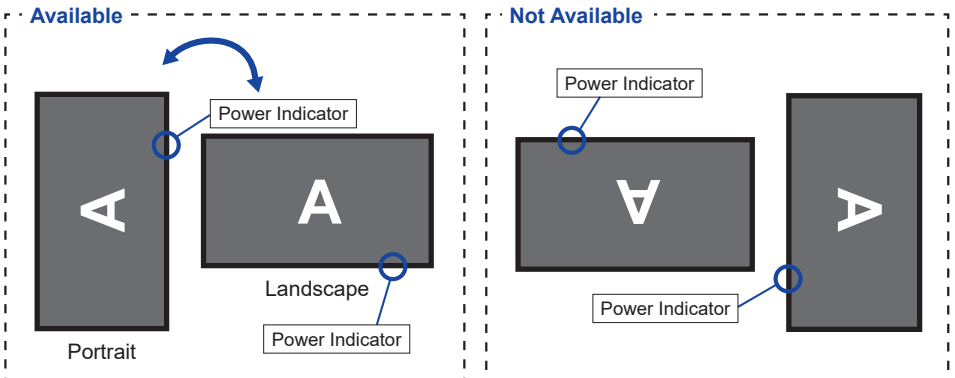 Available
Power Indicator
A
A
Landscape
Power Indicator
Portrait
Not Available
Power Indicator
A
A
Power Indicator